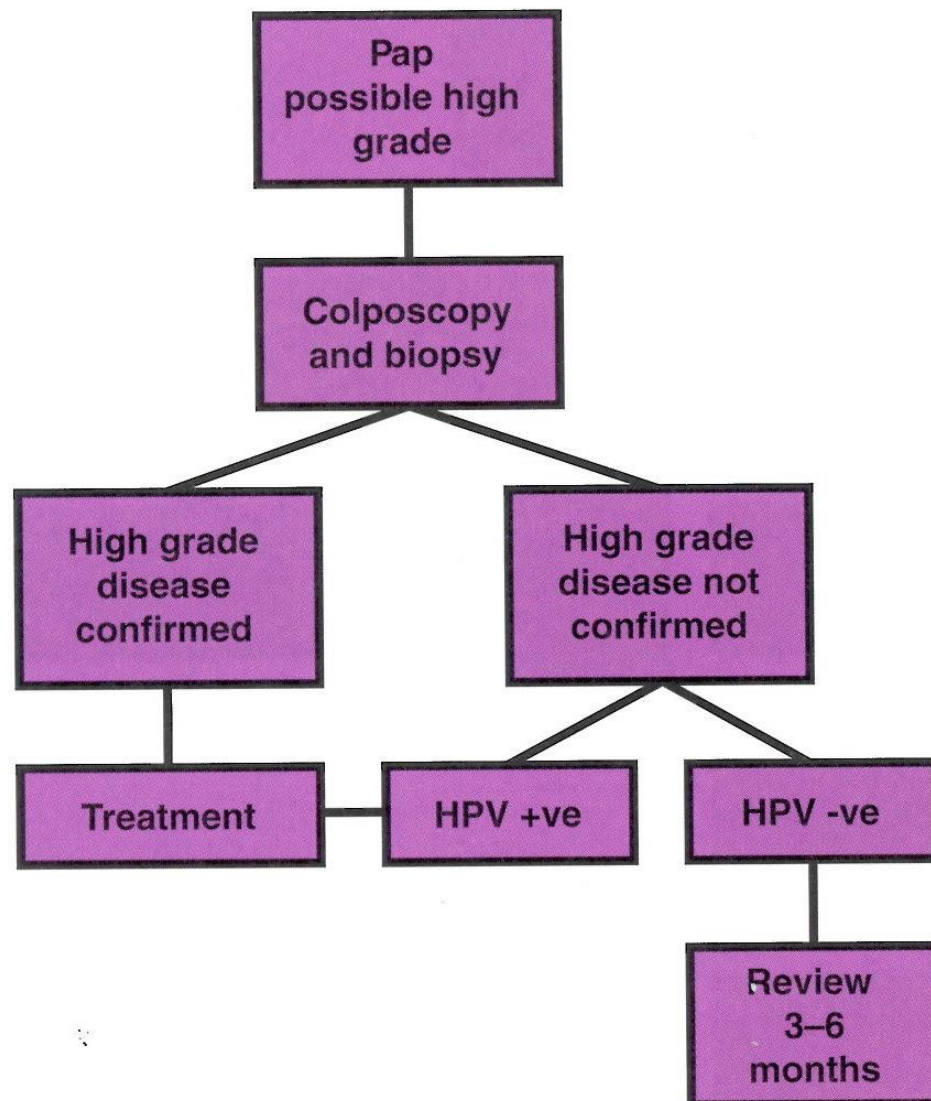 Pap
possible high
grade
Colposcopy
and biopsy
High grade
disease
confirmed
High grade
disease not
confirmed
Treatment
HPV +ve
HPV -ve
Review
3–6
months